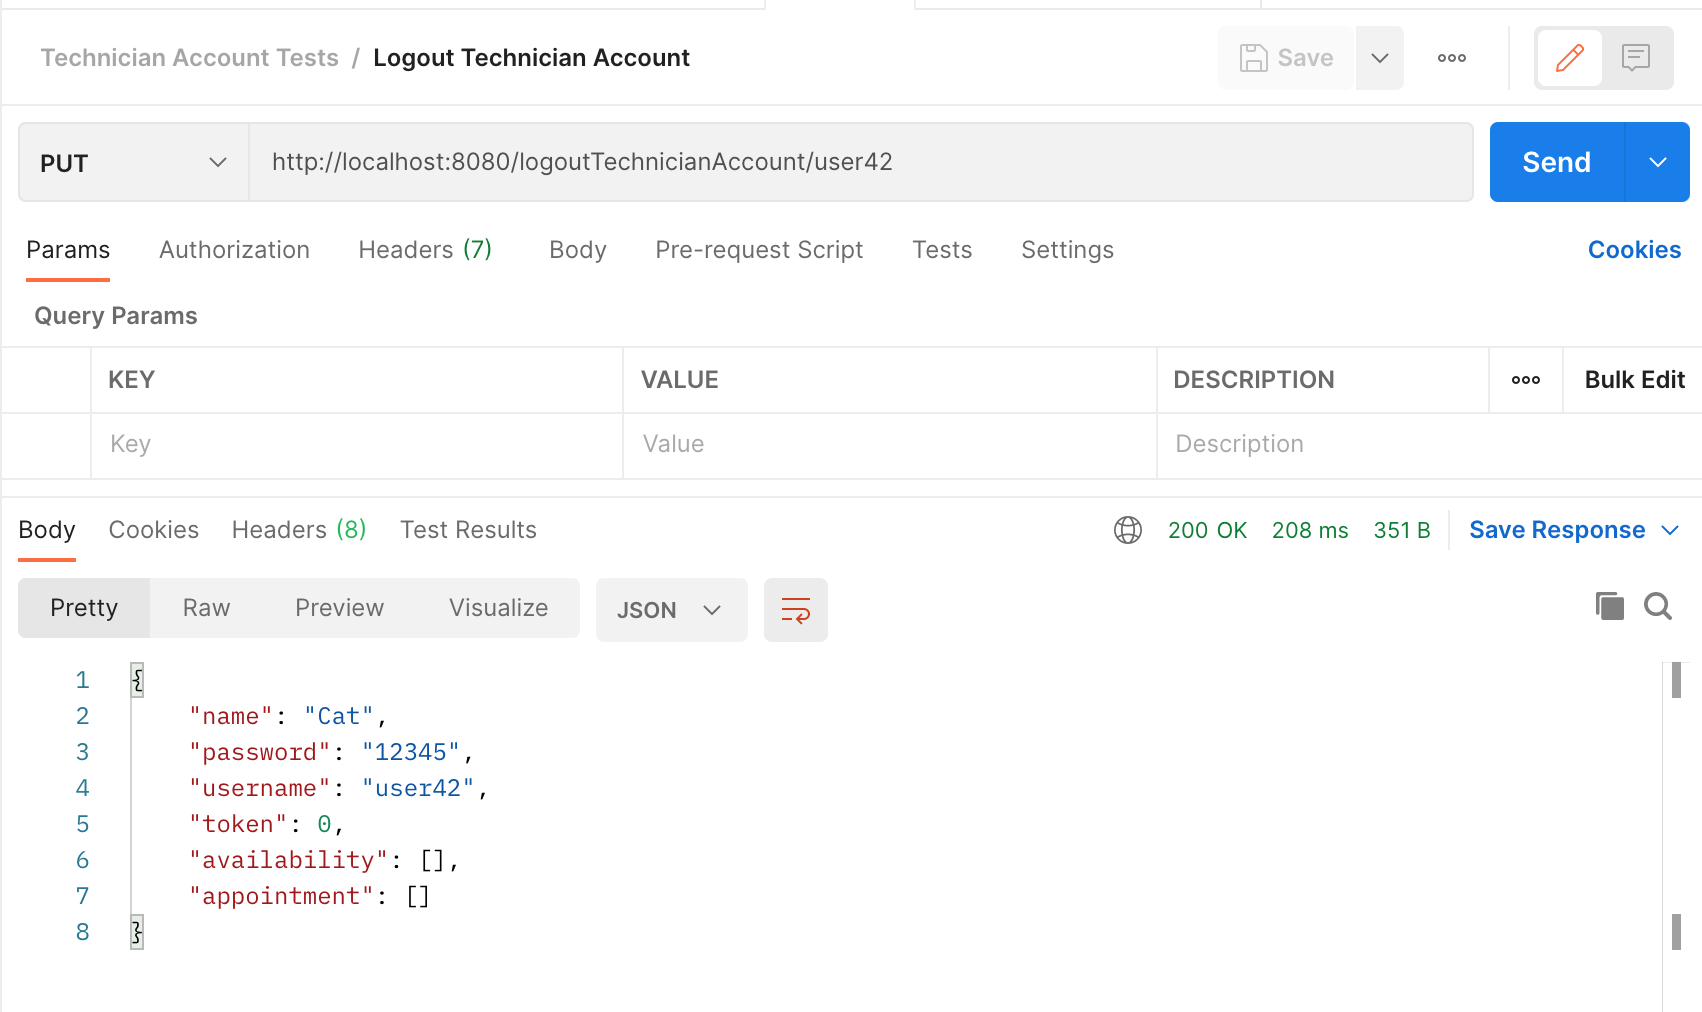 Technician Account Tests / Logout Technician Account Save ooo
PUT http://localhost:8080/logoutTechnicianAccount/user42 Send
Params Authorization Headers (7) Body Pre-request Script Tests Settings Cookies
Query Params
KEY VALUE DESCRIPTION ooo Bulk Edit
Key Value Description
Body Cookies Headers (8) Test Results 200 OK 208 ms 351 B Save Response
Pretty Raw Preview Visualize JSON
1 {
2 "name": "Cat",
3 "password": "12345",
4 "username": "user42",
5 "token": 0,
6 "availability": [],
7 "appointment": []
8 }